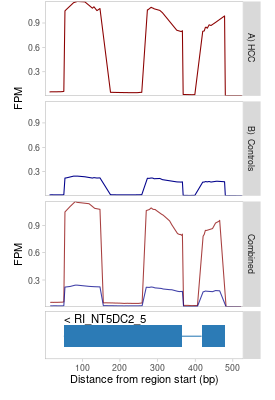 0.9
0.6
0.3
A) HCC
FPM
0.9
0.6
0.3
B) Controls
0.9
0.6
0.3
FPM
Combined
< RI_NT5DC2_5
100 200 300 400 500
Distance from region start (bp)